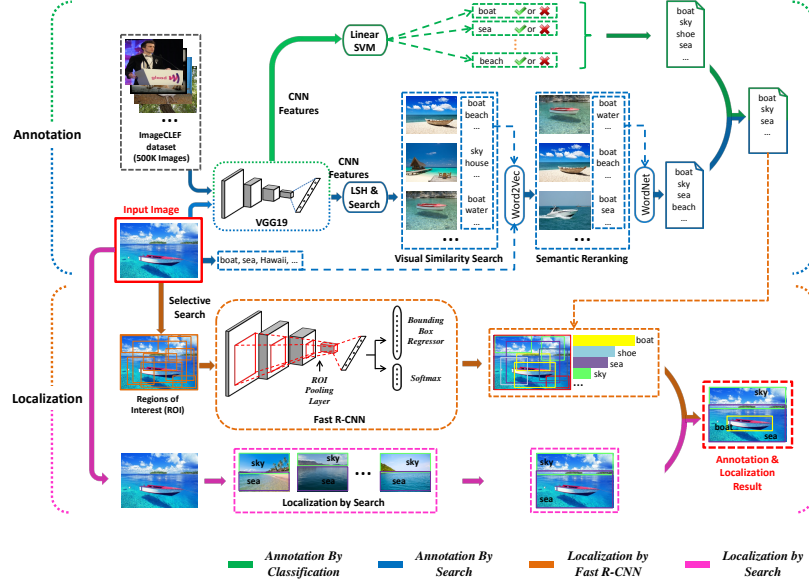 boat
or
sea
or
beach
or
Linear
SVM
boat
sky
shoe
sea
...
CNN
Features
ImageCLEF
dataset
(500K Images)
...
Annotation
VGG19
CNN
Features
LSH &
Search
boat
beach
...
sky
house
...
boat
water
...
...
Visual Similarity Search
Word2Vec
boat
water
...
boat
beach
...
boat
sea
...
...
Semantic Reranking
WordNet
boat
sky
sea
beach
...
boat
sky
sea
...
Input Image
boat, sea, Hawaii, ...
Selective
Search
Localization
Regions of
Interest (ROI)
ROI
Pooling
Layer
Bounding
Box
Regressor
Softmax
Fast R-CNN
boat
shoe
sea
sky
...
sky
boat
sea
Annotation &
Localization
Result
sky
sea
sky
sea
...
sky
sea
Localization by Search
sky
sea
Annotation By
Classification
Annotation By
Search
Localization by
Fast R-CNN
Localization by
Search